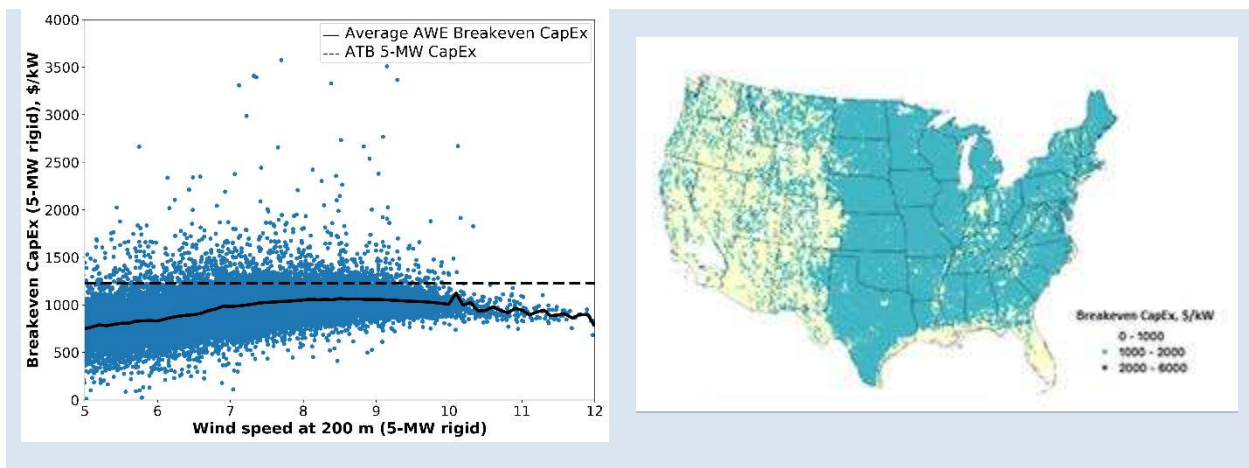 4000
3500
3000
2500
2000
1500
1000
500
0
Breakeven CapEx (5-MW rigid), $/kW
Average AWE Breakeven CapEx
ATB 5-MW CapEx
5 6 7 8 9 10 11 12
Wind speed at 200 m (5-MW rigid)
Breakeven CapEx, $/kW
0 - 1000
1000 - 2000
2000 - 6000